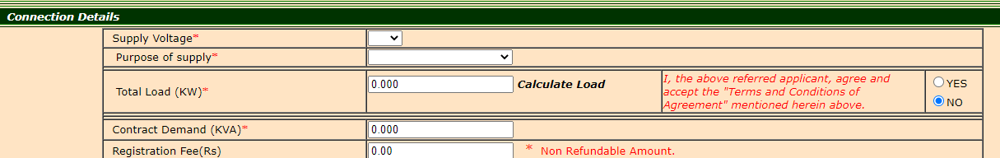 Connection Details
Supply Voltage*
Purpose of supply*
Total Load (KW)*
0.000
Calculate Load
I, the above referred applicant, agree and
accept the "Terms and Conditions of
Agreement" mentioned herein above.
YES
NO
Contract Demand (KVA)*
0.000
Registration Fee(Rs)
0.00
* Non Refundable Amount.